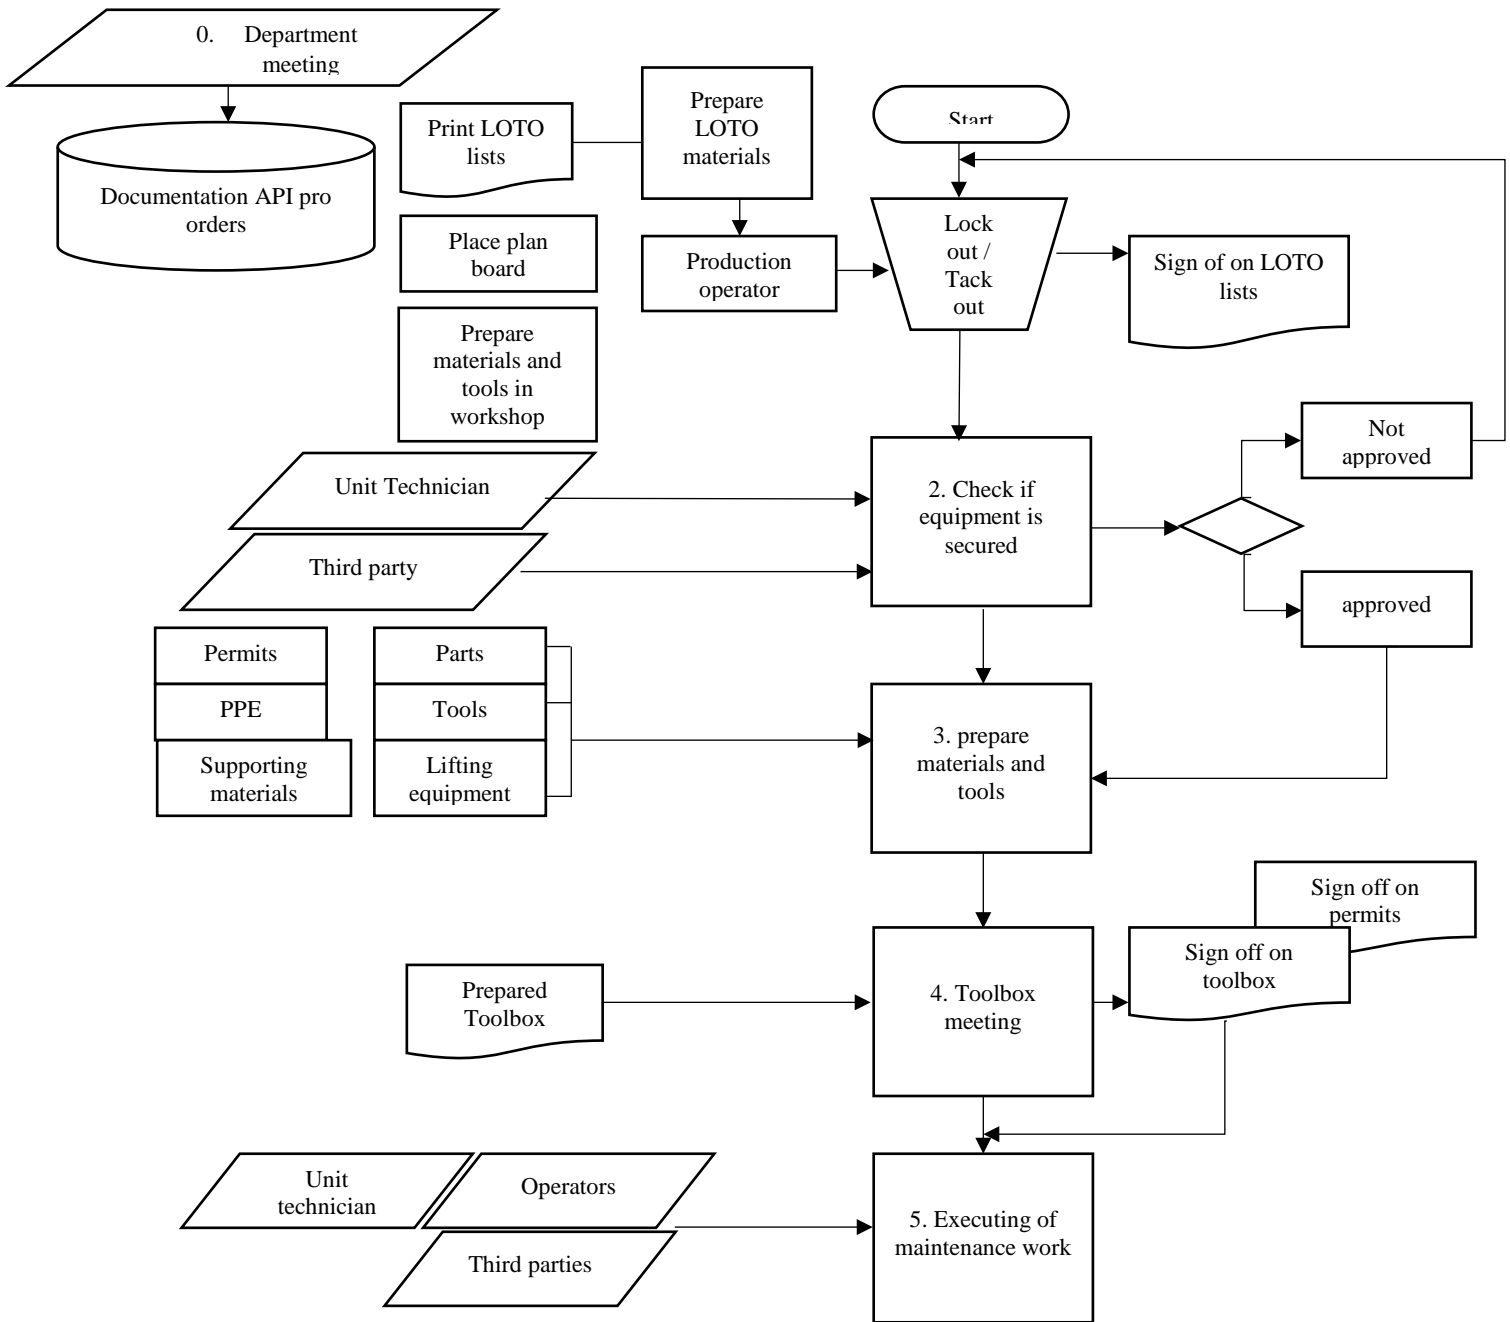 0. Department
meeting
Documentation API pro
orders
Print LOTO
lists
Prepare
LOTO
materials
Start
Place plan
board
Production
operator
Lock
out /
Tack
out
Sign of on LOTO
lists
Prepare
materials and
tools in
workshop
Not
approved
Unit Technician
2. Check if
equipment is
secured
Third party
approved
Permits
Parts
PPE
Tools
Supporting
materials
Lifting
equipment
3. prepare
materials and
tools
Sign off on
permits
Sign off on
toolbox
Prepared
Toolbox
4. Toolbox
meeting
Unit
technician
Operators
Third parties
5. Executing of
maintenance work